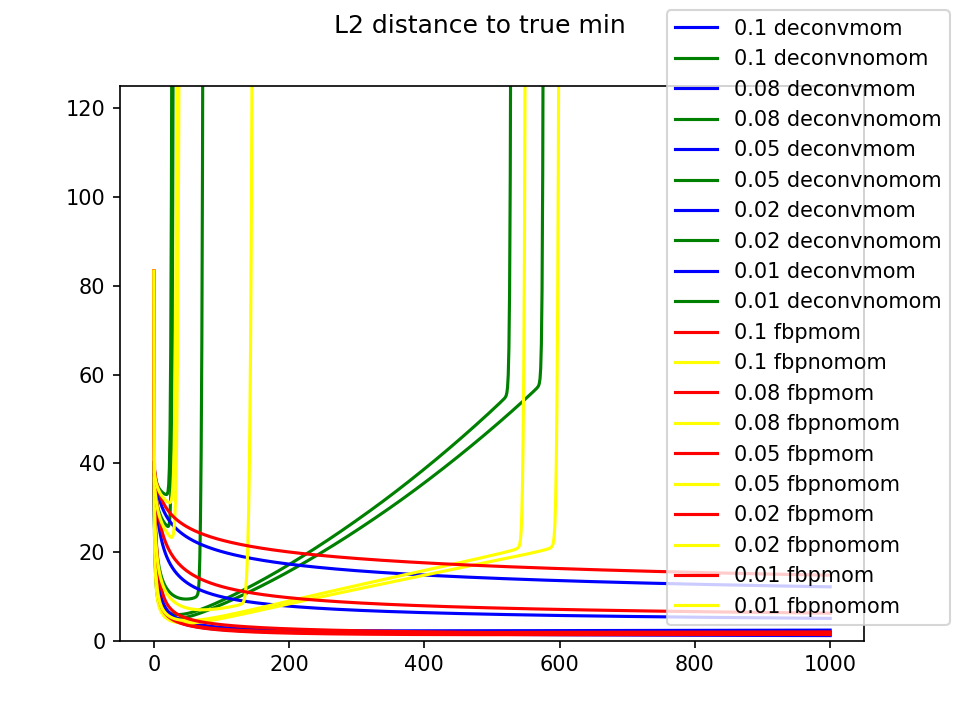 L2 distance to true min
0.1 deconvmom
0.1 deconvnomom
0.08 deconvmom
0.08 deconvnomom
0.05 deconvmom
0.05 deconvnomom
0.02 deconvmom
0.02 deconvnomom
0.01 deconvmom
0.01 deconvnomom
0.1 fbpmom
0.1 fbpnomom
0.08 fbpmom
0.08 fbpnomom
0.05 fbpmom
0.05 fbpnomom
0.02 fbpmom
0.02 fbpnomom
0.01 fbpmom
0.01 fbpnomom
120
100
80
60
40
20
0
0 200 400 600 800 1000